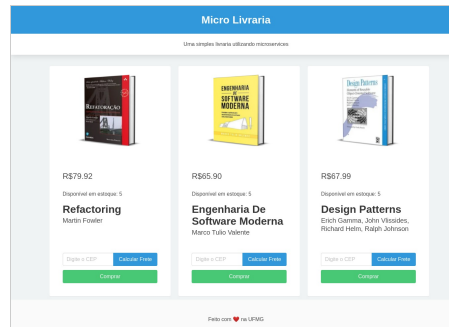 Micro Livraria
Uma simples livraria utilizando microservices
REFATORAÇÃO
ENGENHARIA
DE
SOFTWARE
MODERNA
Design Patterns
R$79.92
Disponível em estoque: 5
Refactoring
Martin Fowler
Digite o CEP
Calcular Frete
Comprar
R$65.90
Disponível em estoque: 5
Engenharia De
Software Moderna
Marco Tulio Valente
Digite o CEP
Calcular Frete
Comprar
R$67.99
Disponível em estoque: 5
Design Patterns
Erich Gamma, John Vlissides,
Richard Helm, Ralph Johnson
Digite o CEP
Calcular Frete
Comprar
Feito com ❤ na UFMG